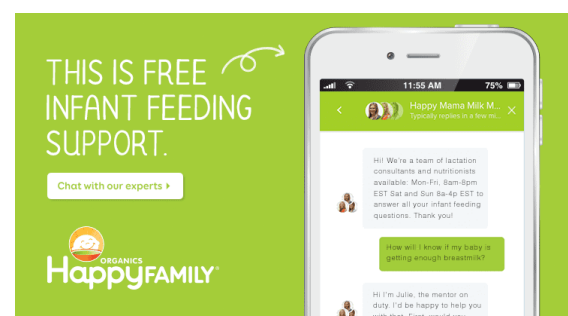 THIS IS FREE
INFANT FEEDING
SUPPORT.
Chat with our experts
ORGANICS
HappyFAMILY
11:55 AM
75%
Happy Mama Milk M...
Typically replies in a few mi...
Hi! We're a team of lactation
consultants and nutritionists
available: Mon-Fri, 8am-8pm
EST Sat and Sun 8a-4p EST to
answer all your infant feeding
questions. Thank you!
How will I know if my baby is
getting enough breastmilk?
Hi I'm Julie, the mentor on
duty, I'd be happy to help you
with that. First, would you